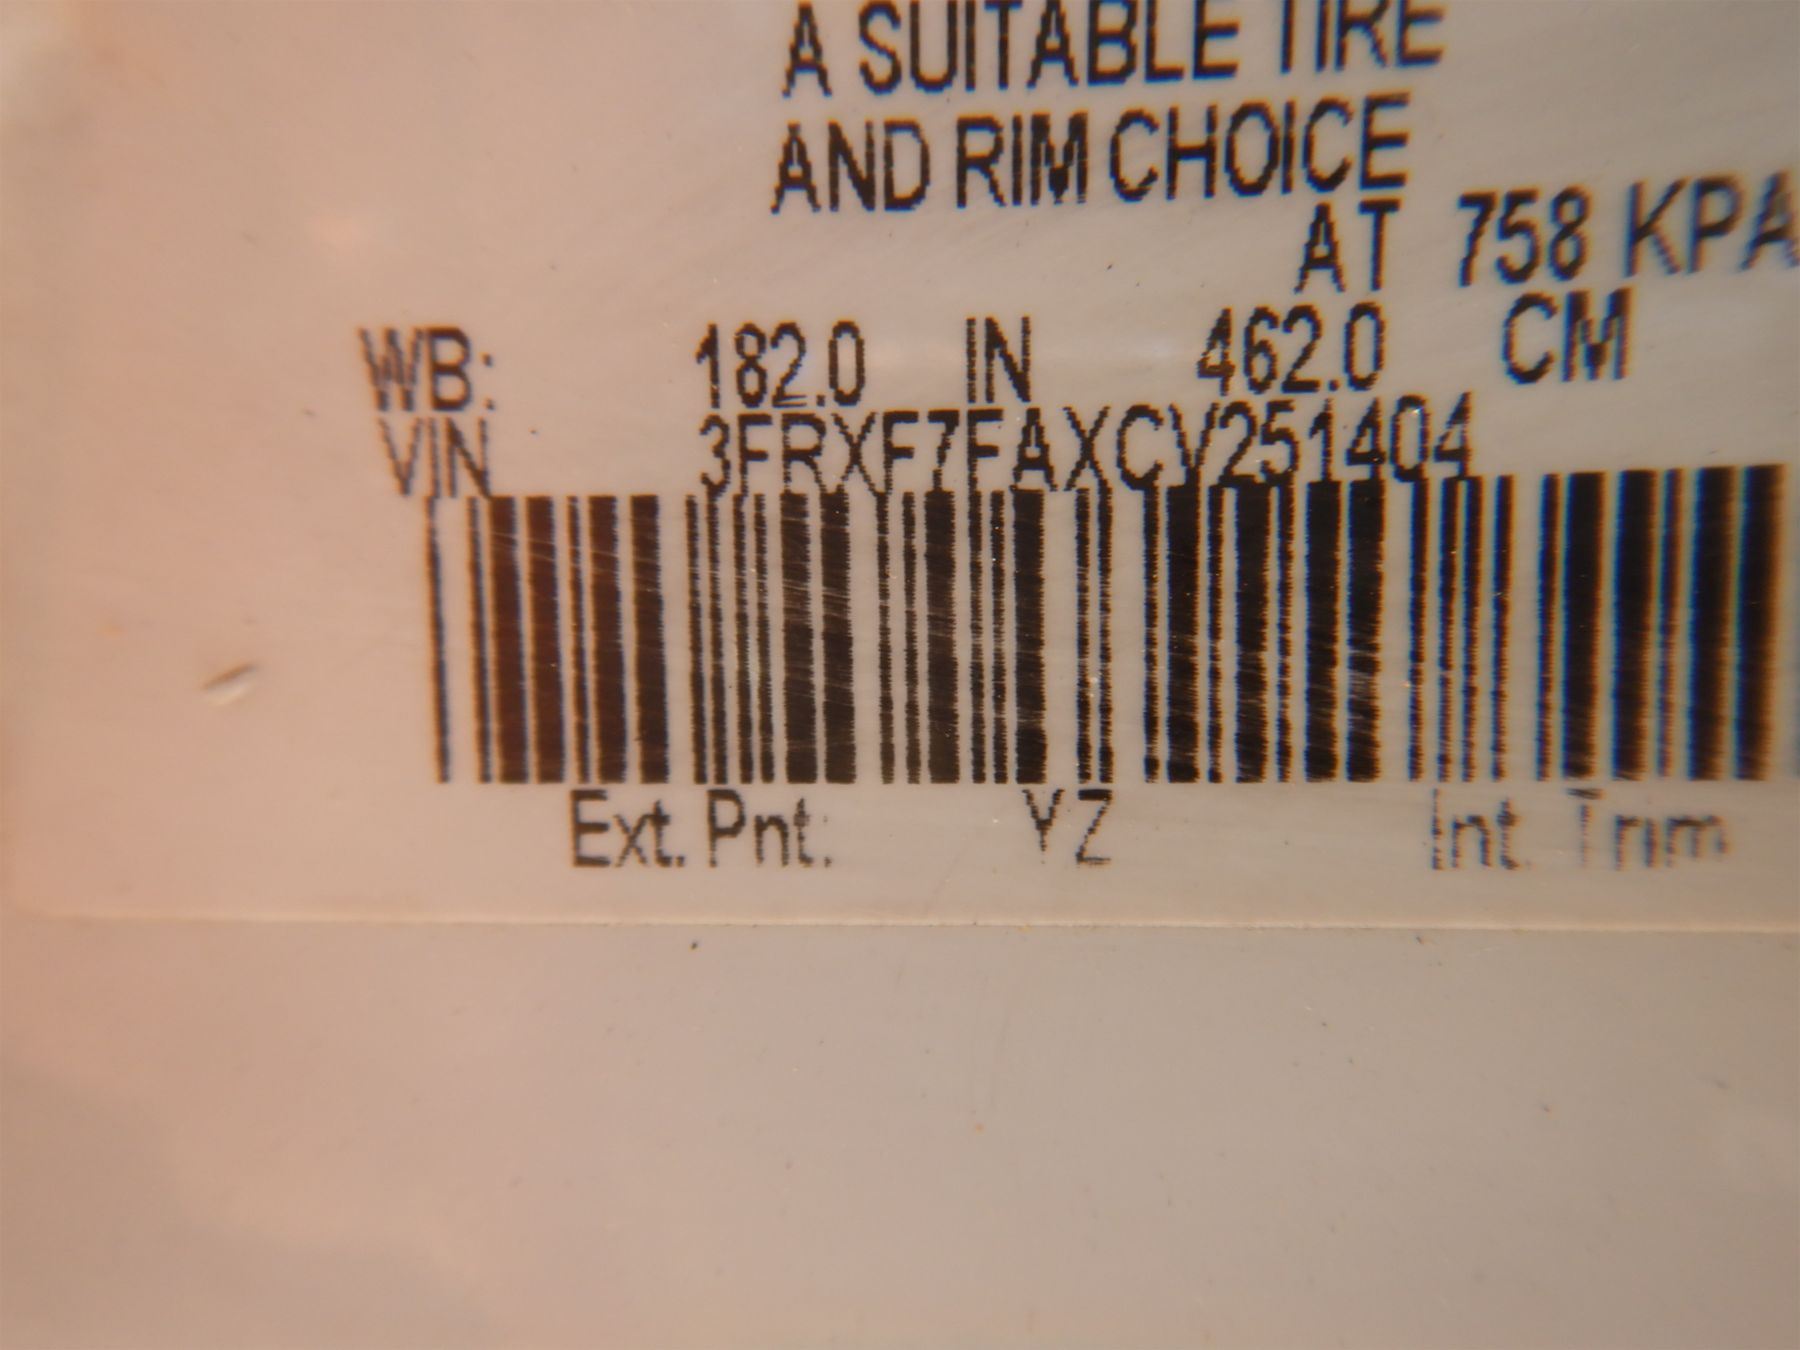 A SUITABLE TIRE
AND RIM CHOICE
AT 758 KPA
WB: 182.0 IN 462.0 CM
VIN 3FRXF7FAXCV251404
Ext. Pnt: YZ Int. Trim